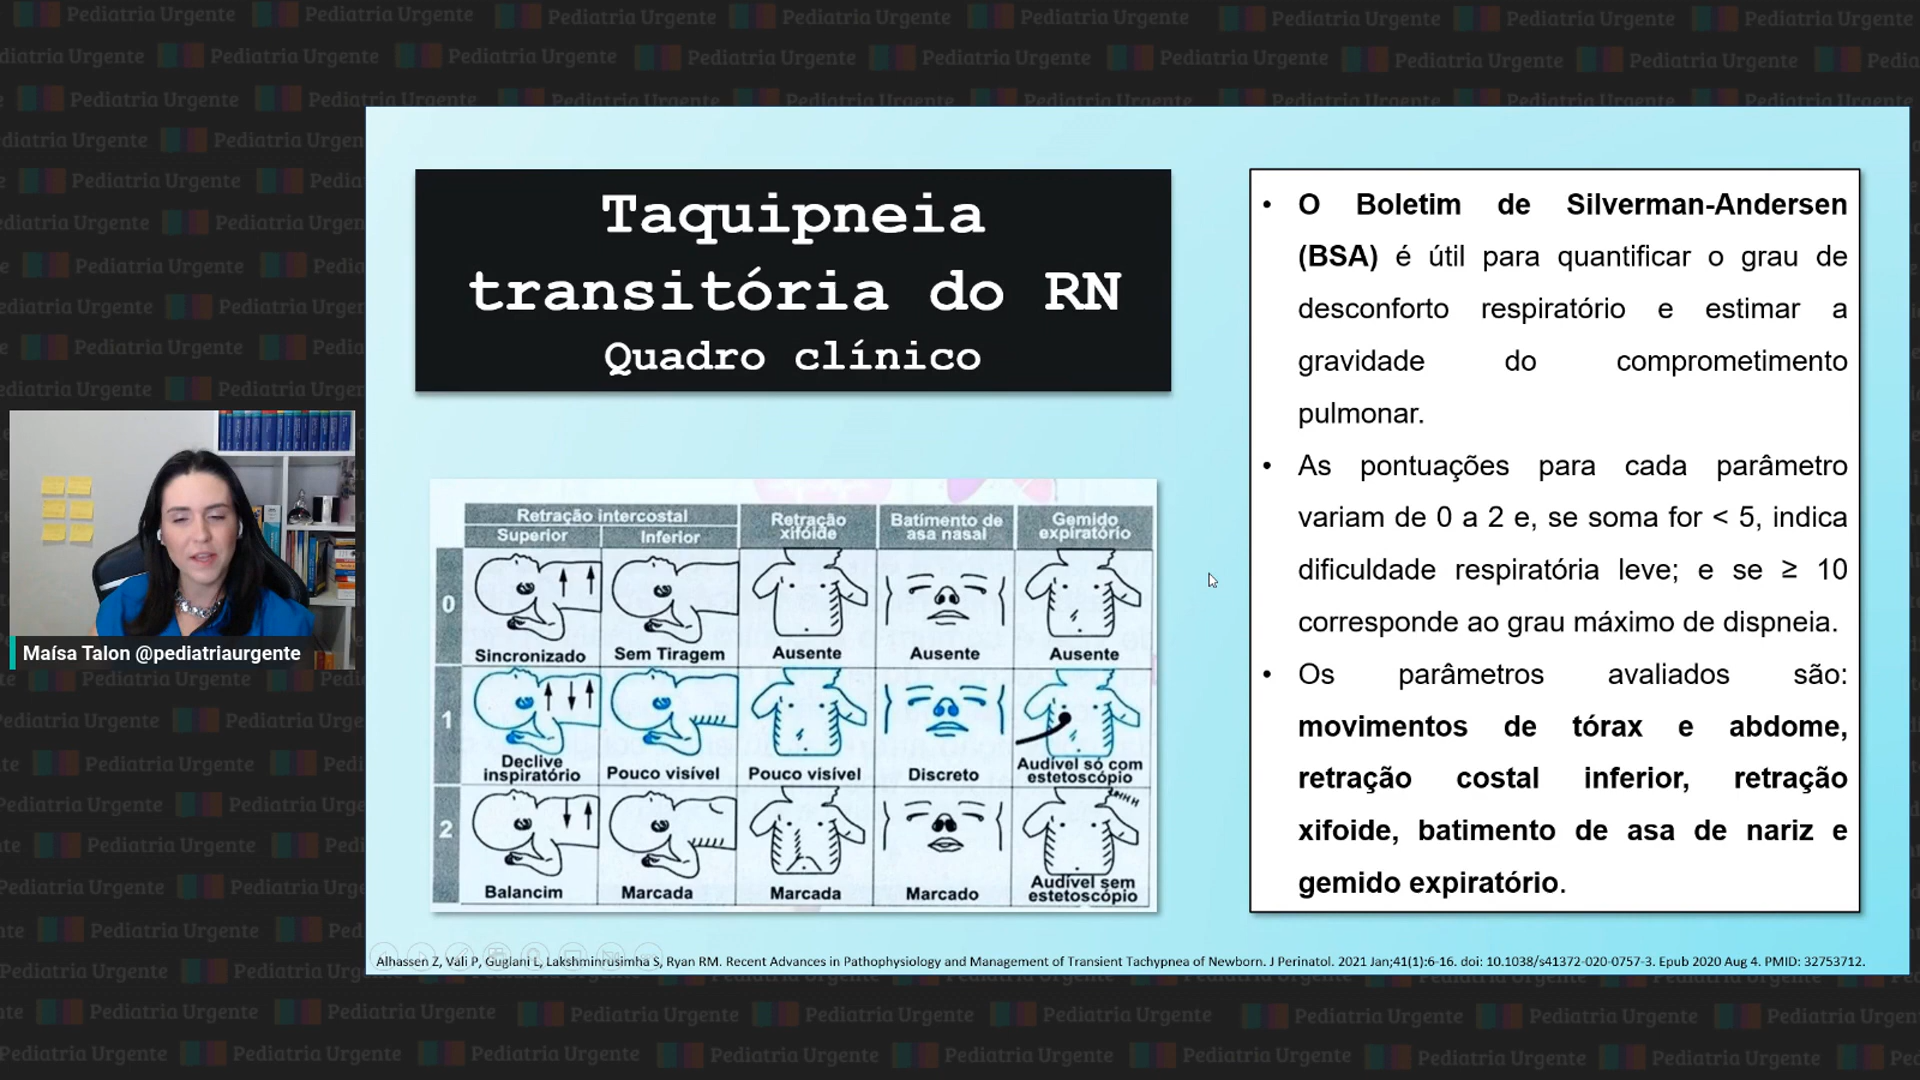 Pediatria Urgente
Taquipneia
transitória do RN
Quadro clínico
Retração intercostal
Superior
Inferior
Retração
xifóide
Batimento de
asa nasal
Gemido
expiratório
0
Sincronizado
Sem Tiragem
Ausente
Ausente
Ausente
1
Declive
inspiratório
Pouco visível
Pouco visível
Discreto
Audível só com
estetoscópio
2
Balancim
Marcada
Marcada
Marcado
Audível sem
estetoscópio
• O Boletim de Silverman-Andersen
(BSA) é útil para quantificar o grau de
desconforto respiratório e estimar a
gravidade do comprometimento
pulmonar.
• As pontuações para cada parâmetro
variam de 0 a 2 e, se soma for < 5, indica
dificuldade respiratória leve; e se ≥ 10
corresponde ao grau máximo de dispneia.
• Os parâmetros avaliados são:
movimentos de tórax e abdome,
retração costal inferior, retração
xifoide, batimento de asa de nariz e
gemido expiratório.
Maísa Talon @pediatriaurgente
Alhassen Z, Vali P, Guglani L, Lakshminrusimha S, Ryan RM. Recent Advances in Pathophysiology and Management of Transient Tachypnea of Newborn. J Perinatol. 2021 Jan;41(1):6-16. doi: 10.1038/s41372-020-0757-3. Epub 2020 Aug 4. PMID: 32753712.